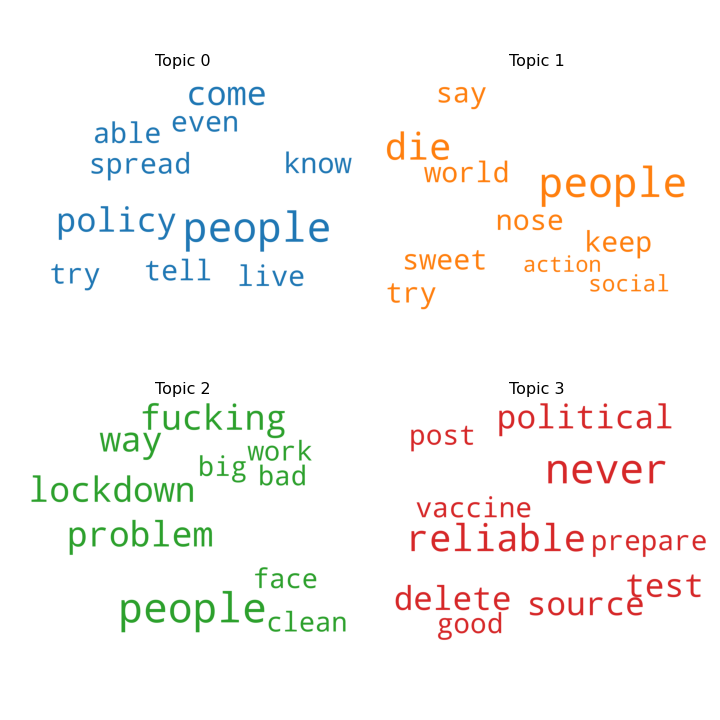 Topic 0
come
even
able
spread
know
policy
people
try
tell
live
Topic 1
say
die
world
people
nose
keep
sweet
action
social
try
Topic 2
fucking
way
work
big
bad
lockdown
problem
face
people
clean
Topic 3
political
post
never
vaccine
reliable
prepare
test
delete
source
good